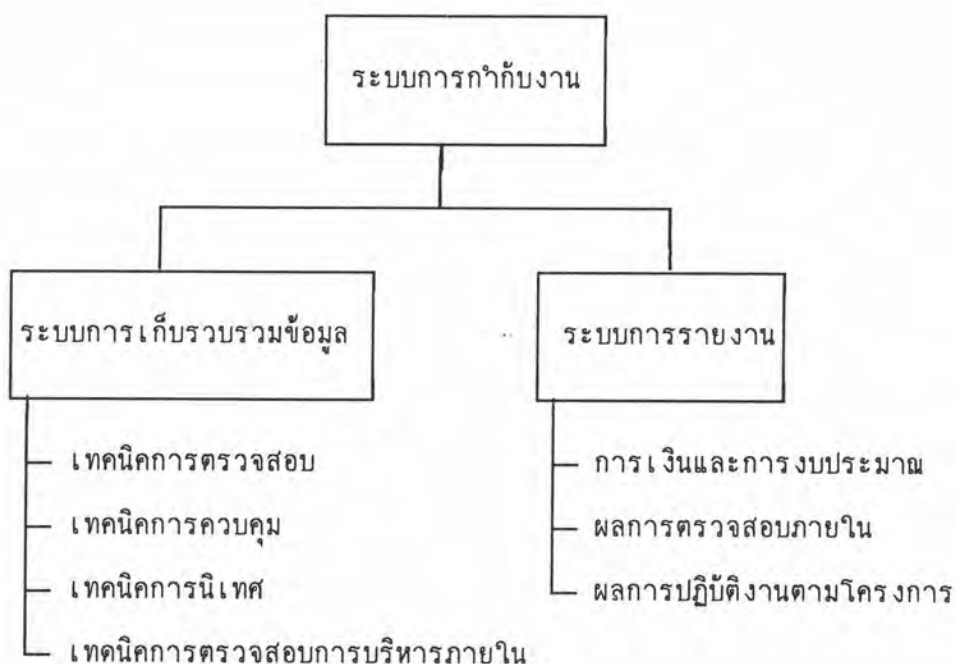 ระบบการกำกับงาน
ระบบการเก็บรวบรวมข้อมูล
เทคนิคการตรวจสอบ
เทคนิคการควบคุม
เทคนิคการนิเทศ
เทคนิคการตรวจสอบการบริหารภายใน
ระบบการรายงาน
การเงินและการงบประมาณ
ผลการตรวจสอบภายใน
ผลการปฏิบัติงานตามโครงการ